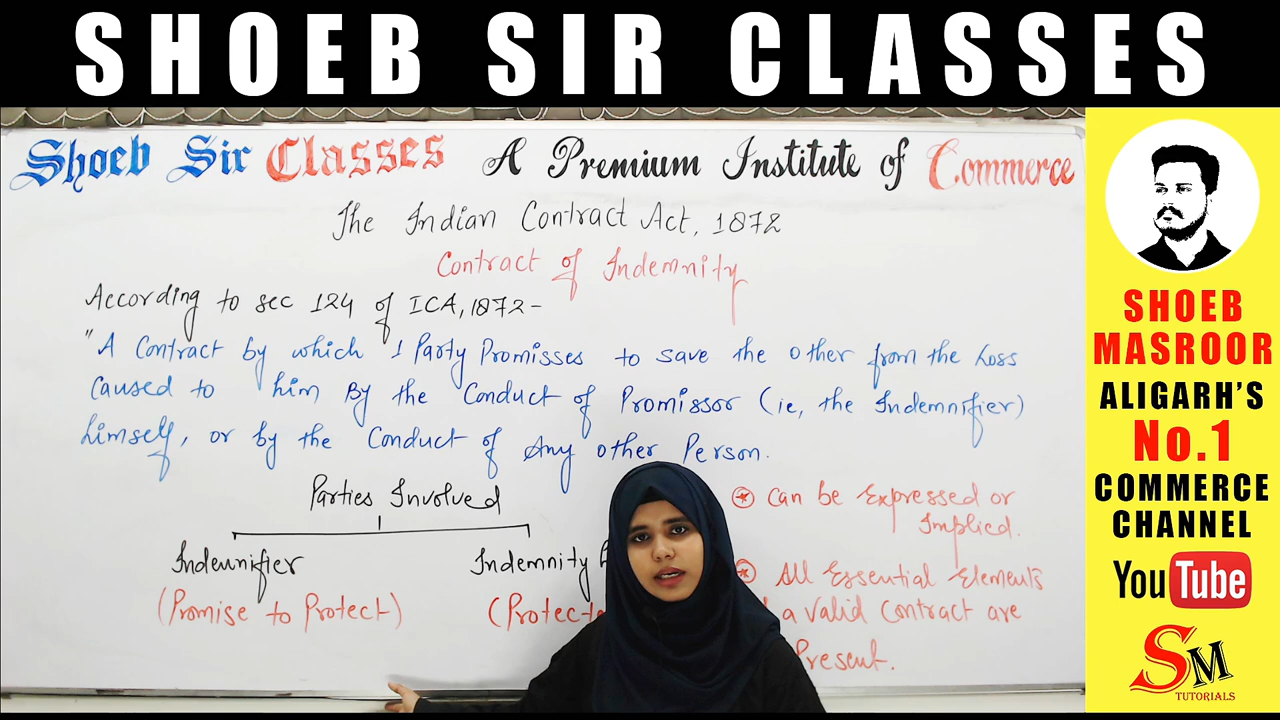 SHOEB SIR CLASSES
Shoeb Sir Classes A Premium Institute of Commerce
The Indian Contract Act, 1872
Contract of Indemnity
According to sec 124 of ICA, 1872-
"A Contract by which 1 Party Promisses to save the other from the Loss
caused to him By the Conduct of Promissor (ie, the Indemnifier)
himself, or by the Conduct of Any other Person.
Parties Involved
Indemnifier
(Promise to Protect)
Indemnity
(Protect
Can be Expressed or
Implied.
All Essential Elements
a valid contract are
Present.
SHOEB
MASROOR
ALIGARH'S
No.1
COMMERCE
CHANNEL
YouTube
SM
TUTORIALS